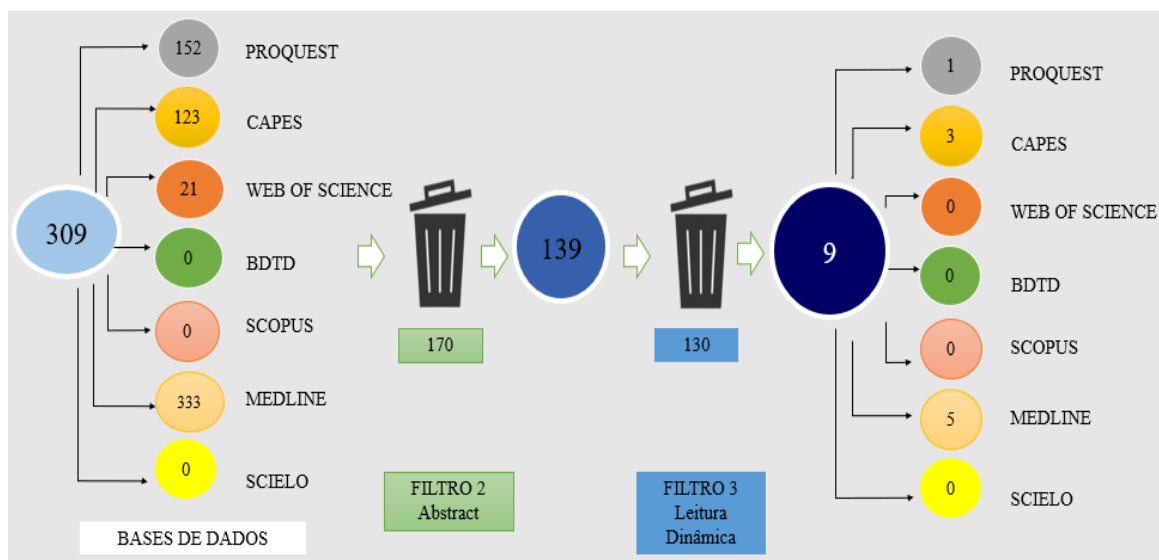 309
152
PROQUEST
123
CAPES
21
WEB OF SCIENCE
0
BDTD
0
SCOPUS
333
MEDLINE
0
SCIELO
BASES DE DADOS
170
FILTRO 2
Abstract
139
130
FILTRO 3
Leitura
Dinâmica
9
1
PROQUEST
3
CAPES
0
WEB OF SCIENCE
0
BDTD
0
SCOPUS
5
MEDLINE
0
SCIELO